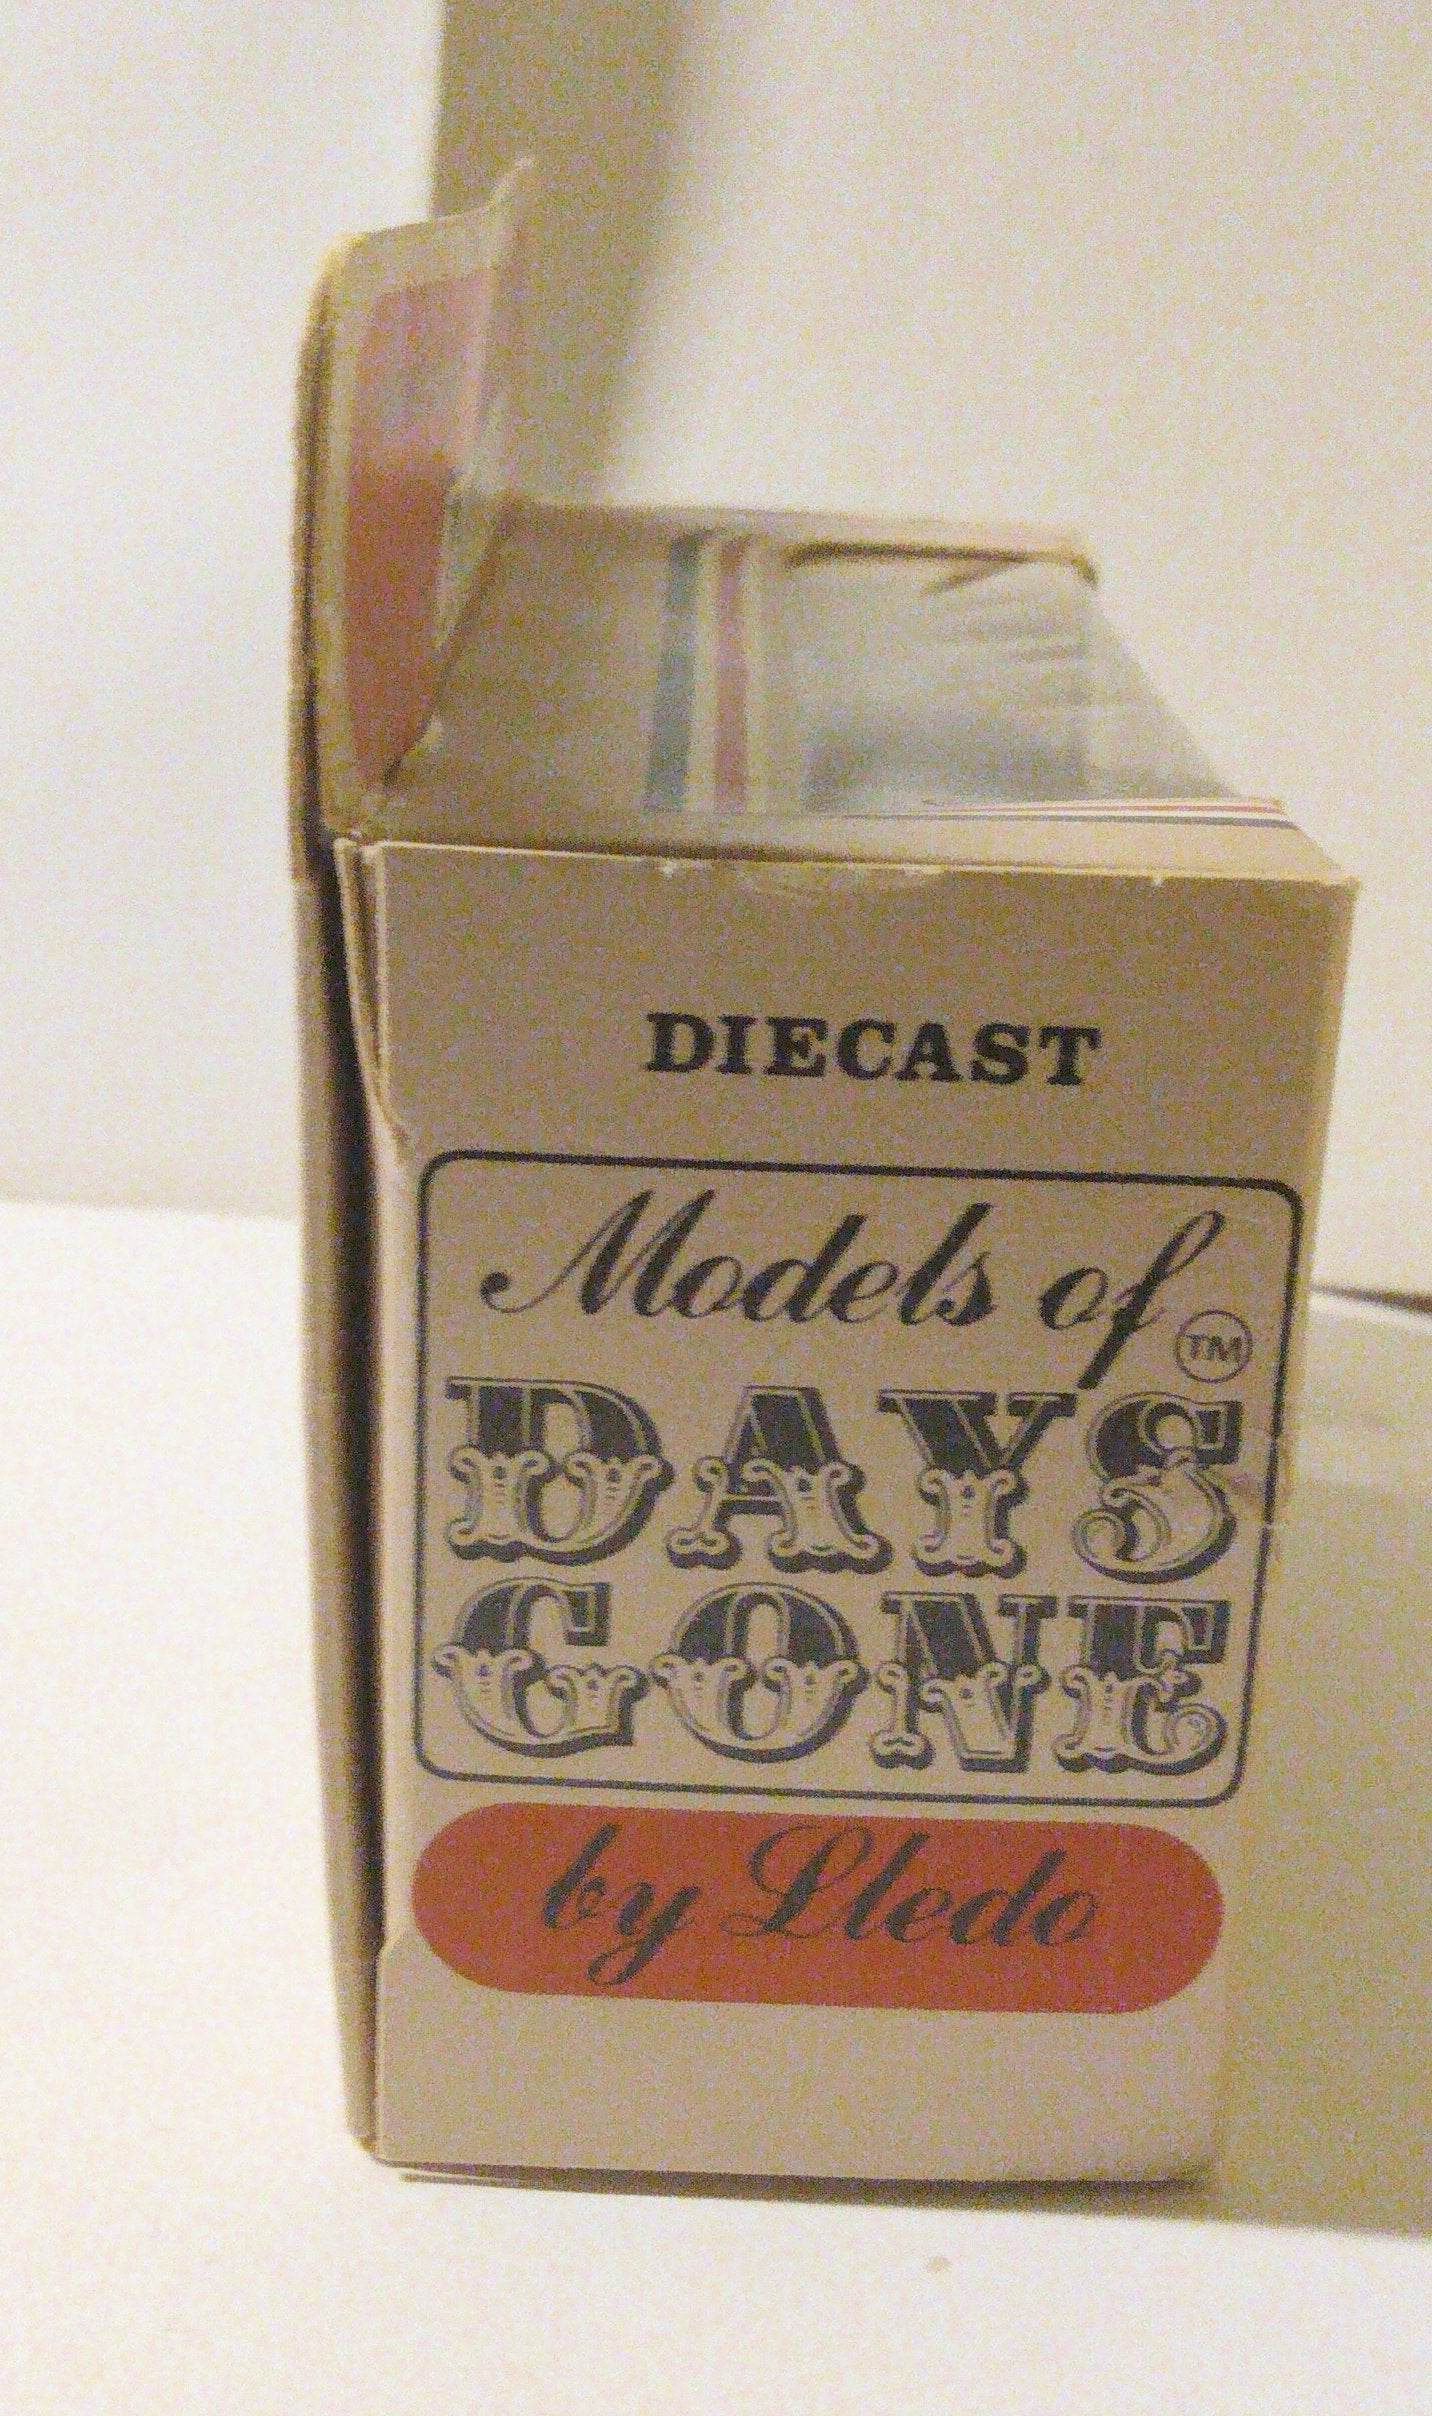 DIECAST
Models of
TM
DAYS
GONE
by Lledo